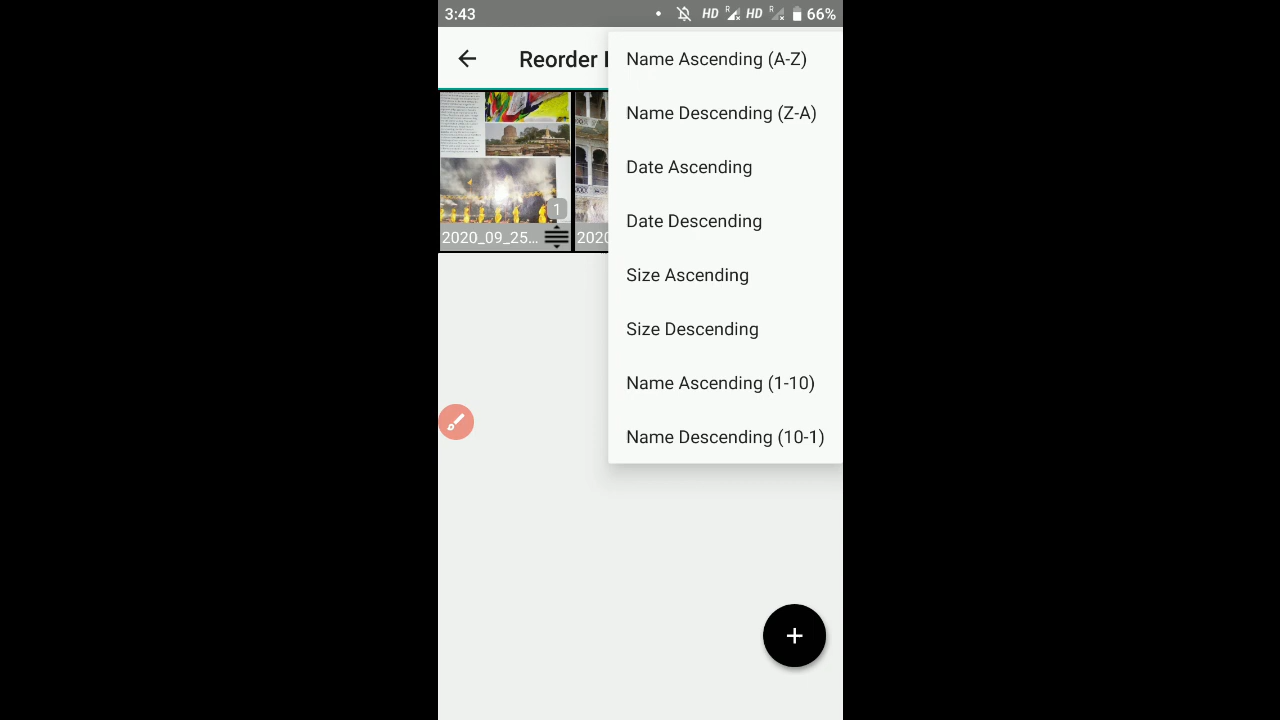 3:43
HD R HD R 66%
Reorder
Name Ascending (A-Z)
Name Descending (Z-A)
Date Ascending
Date Descending
Size Ascending
Size Descending
Name Ascending (1-10)
Name Descending (10-1)
1
2020_09_25...
2020
+